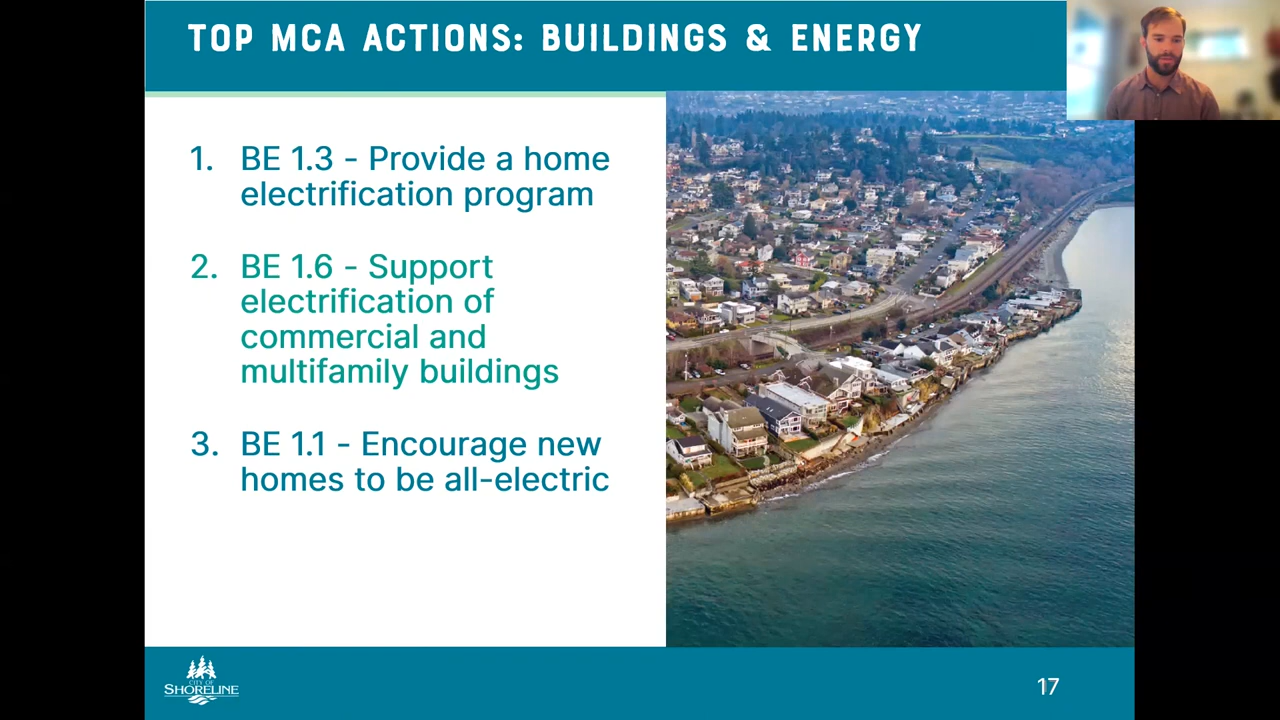 TOP MCA ACTIONS: BUILDINGS & ENERGY
1. BE 1.3 - Provide a home
electrification program
2. BE 1.6 - Support
electrification of
commercial and
multifamily buildings
3. BE 1.1 - Encourage new
homes to be all-electric
CITY OF
SHORELINE
17